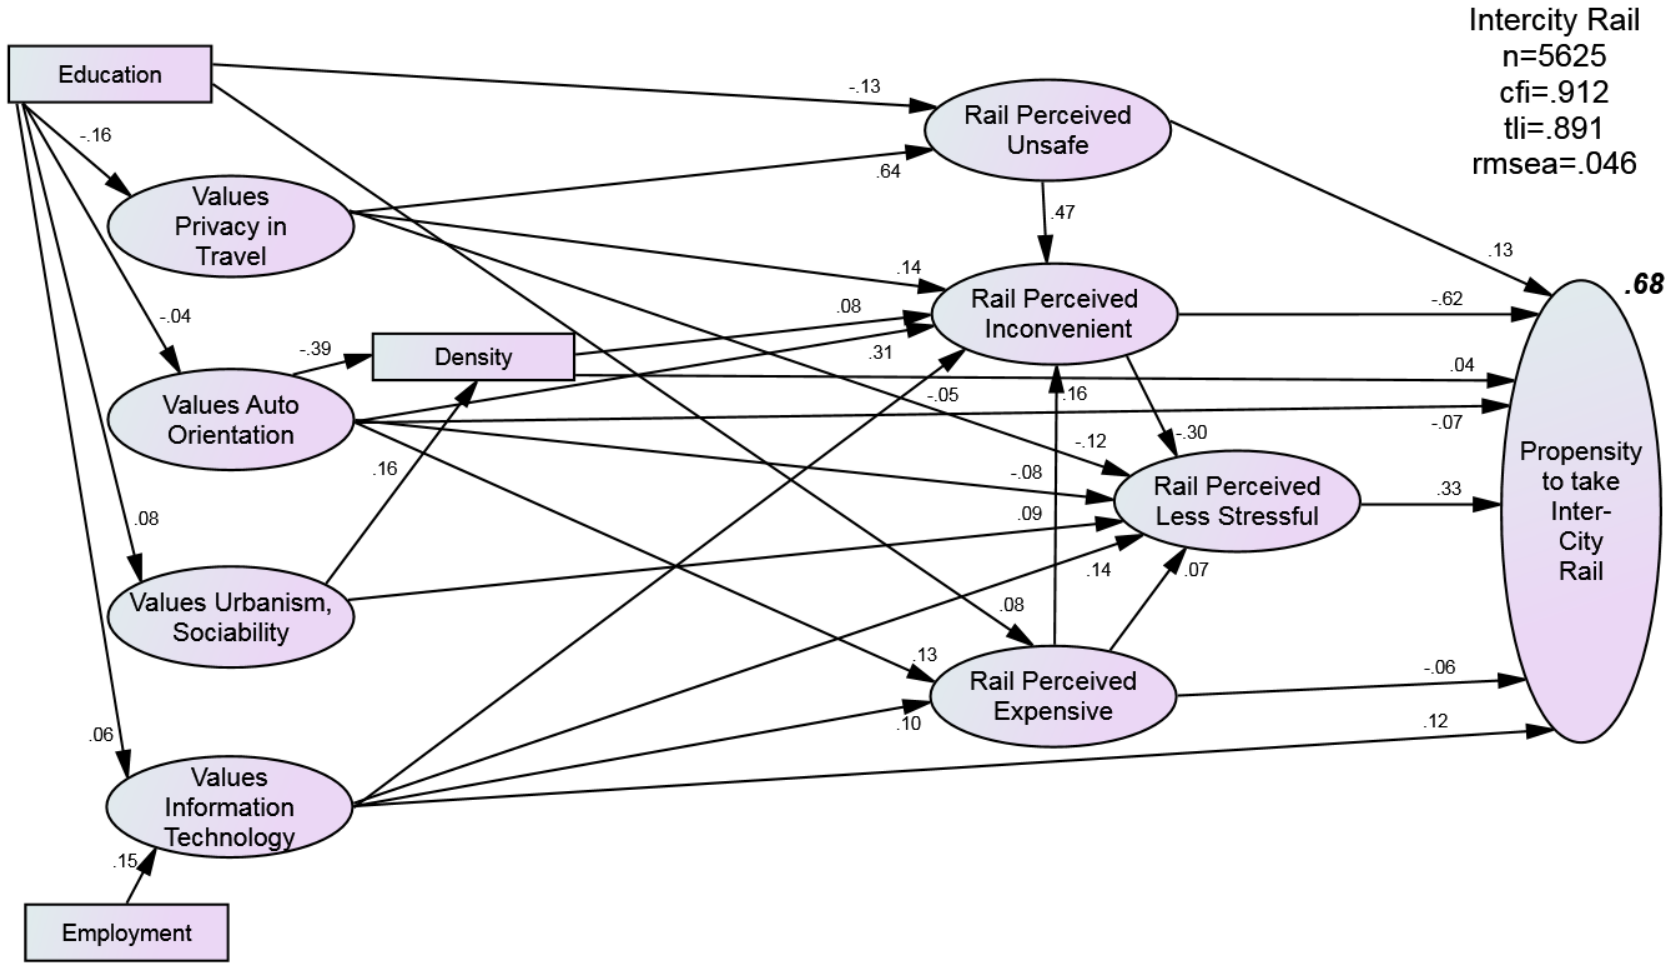 Intercity Rail
n=5625
cfi=.912
tli=.891
rmsea=.046
Education
-.13
Rail Perceived
Unsafe
-.16
.64
Values
Privacy in
Travel
.47
.13
.14
Rail Perceived
Inconvenient
-.62
.68
.08
-.04
-.39
Density
.31
.04
-.05
.16
-.07
Values Auto
Orientation
-.12
-.30
.16
-.08
Rail Perceived
Less Stressful
.33
Propensity
to take
Inter-
City
Rail
.08
.09
.14
.07
Values Urbanism,
Sociability
.08
.13
Rail Perceived
Expensive
-.06
.10
.12
.06
Values
Information
Technology
.15
Employment